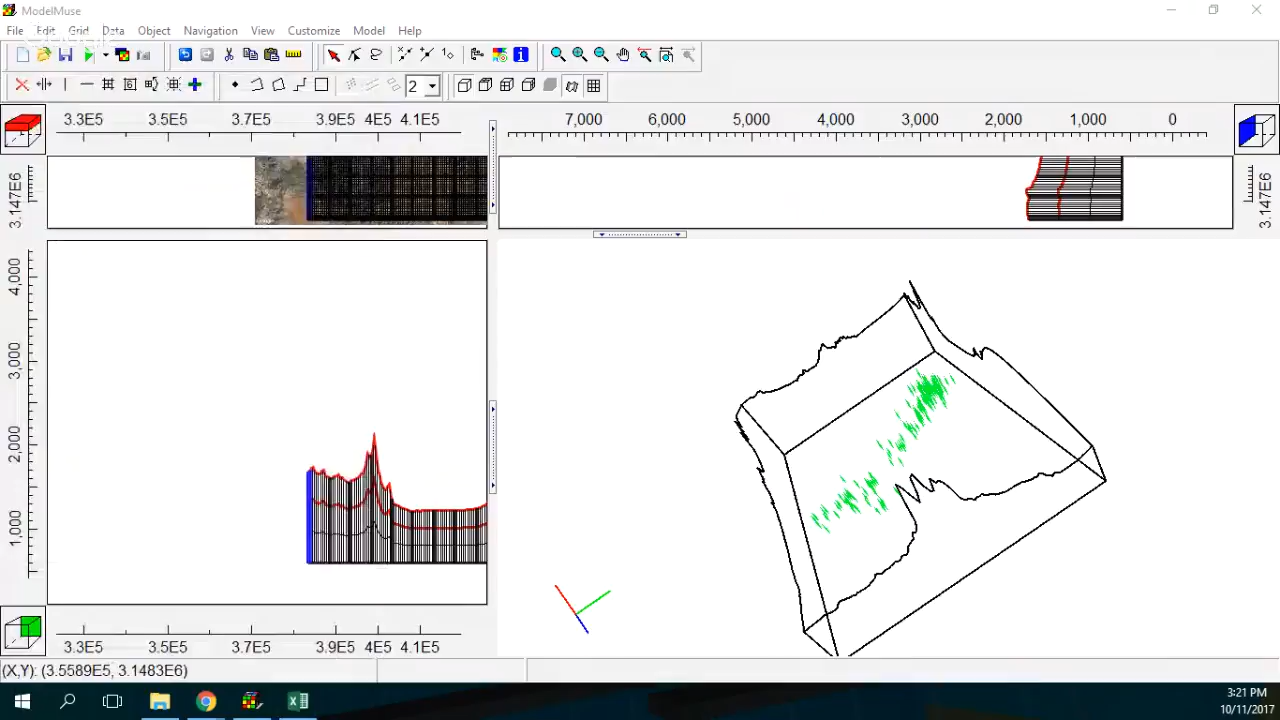 ModelMuse
File Edit Grid Data Object Navigation View Customize Model Help
2
3.3E5 3.5E5 3.7E5 3.9E5 4E5 4.1E5
7,000 6,000 5,000 4,000 3,000 2,000 1,000 0
3.147E6
3.147E6
4,000
3,000
2,000
1,000
3.3E5 3.5E5 3.7E5 3.9E5 4E5 4.1E5
(X,Y): (3.5589E5, 3.1483E6)
3:21 PM
10/11/2017